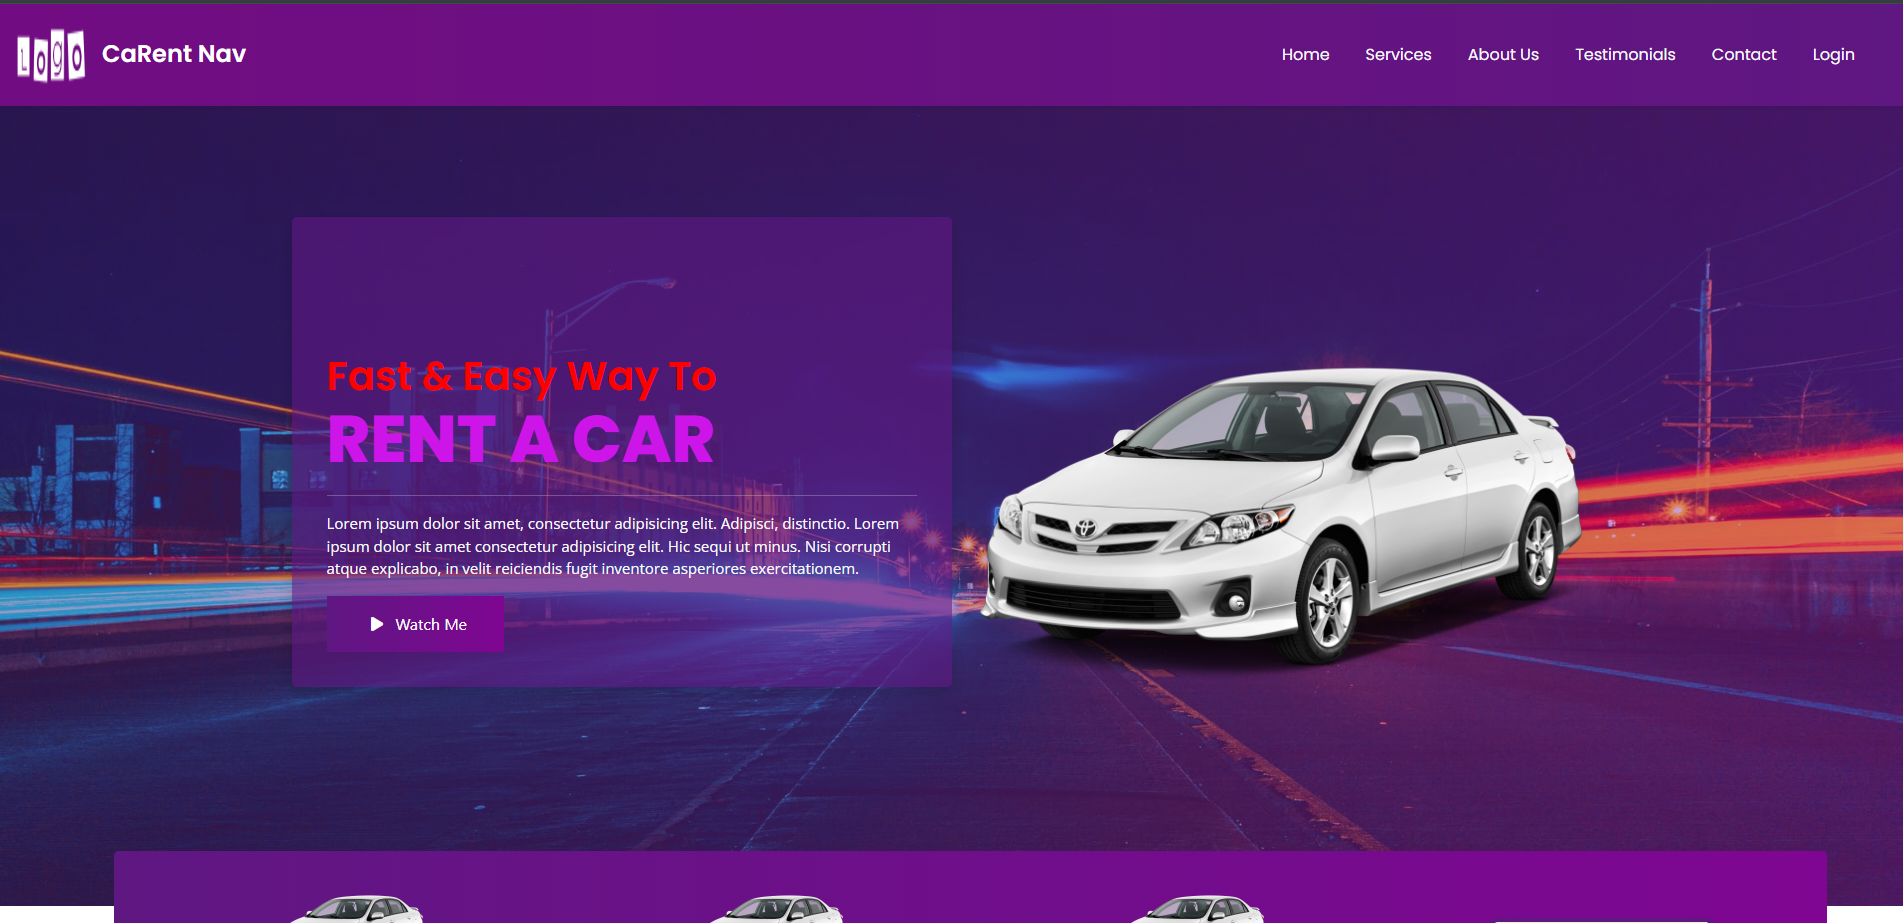 Logo
CaRent Nav
Home
Services
About Us
Testimonials
Contact
Login
Fast & Easy Way To
RENT A CAR
Lorem ipsum dolor sit amet, consectetur adipisicing elit. Adipisci, distinctio. Lorem
ipsum dolor sit amet consectetur adipisicing elit. Hic sequi ut minus. Nisi corrupti
atque explicabo, in velit reiciendis fugit inventore asperiores exercitationem.
Watch Me